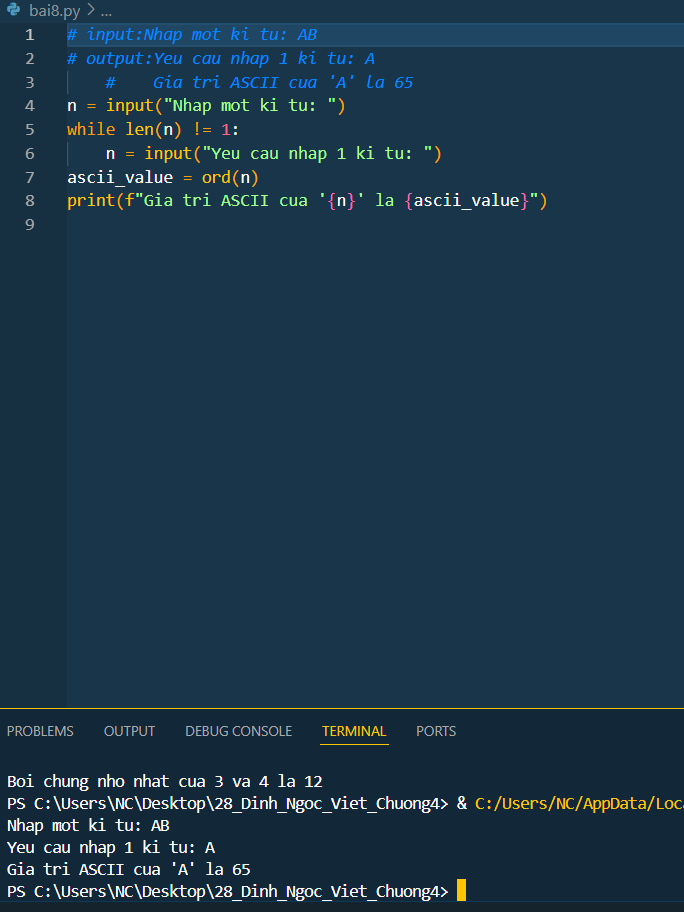 bai8.py > ...
1 # input:Nhap mot ki tu: AB
2 # output:Yeu cau nhap 1 ki tu: A
3     #    Gia tri ASCII cua 'A' la 65
4 n = input("Nhap mot ki tu: ")
5 while len(n) != 1:
6     n = input("Yeu cau nhap 1 ki tu: ")
7 ascii_value = ord(n)
8 print(f"Gia tri ASCII cua '{n}' la {ascii_value}")
9
PROBLEMS OUTPUT DEBUG CONSOLE TERMINAL PORTS
Boi chung nho nhat cua 3 va 4 la 12
PS C:\Users\NC\Desktop\28_Dinh_Ngoc_Viet_Chuong4> & C:/Users/NC/AppData/Loc
Nhap mot ki tu: AB
Yeu cau nhap 1 ki tu: A
Gia tri ASCII cua 'A' la 65
PS C:\Users\NC\Desktop\28_Dinh_Ngoc_Viet_Chuong4>